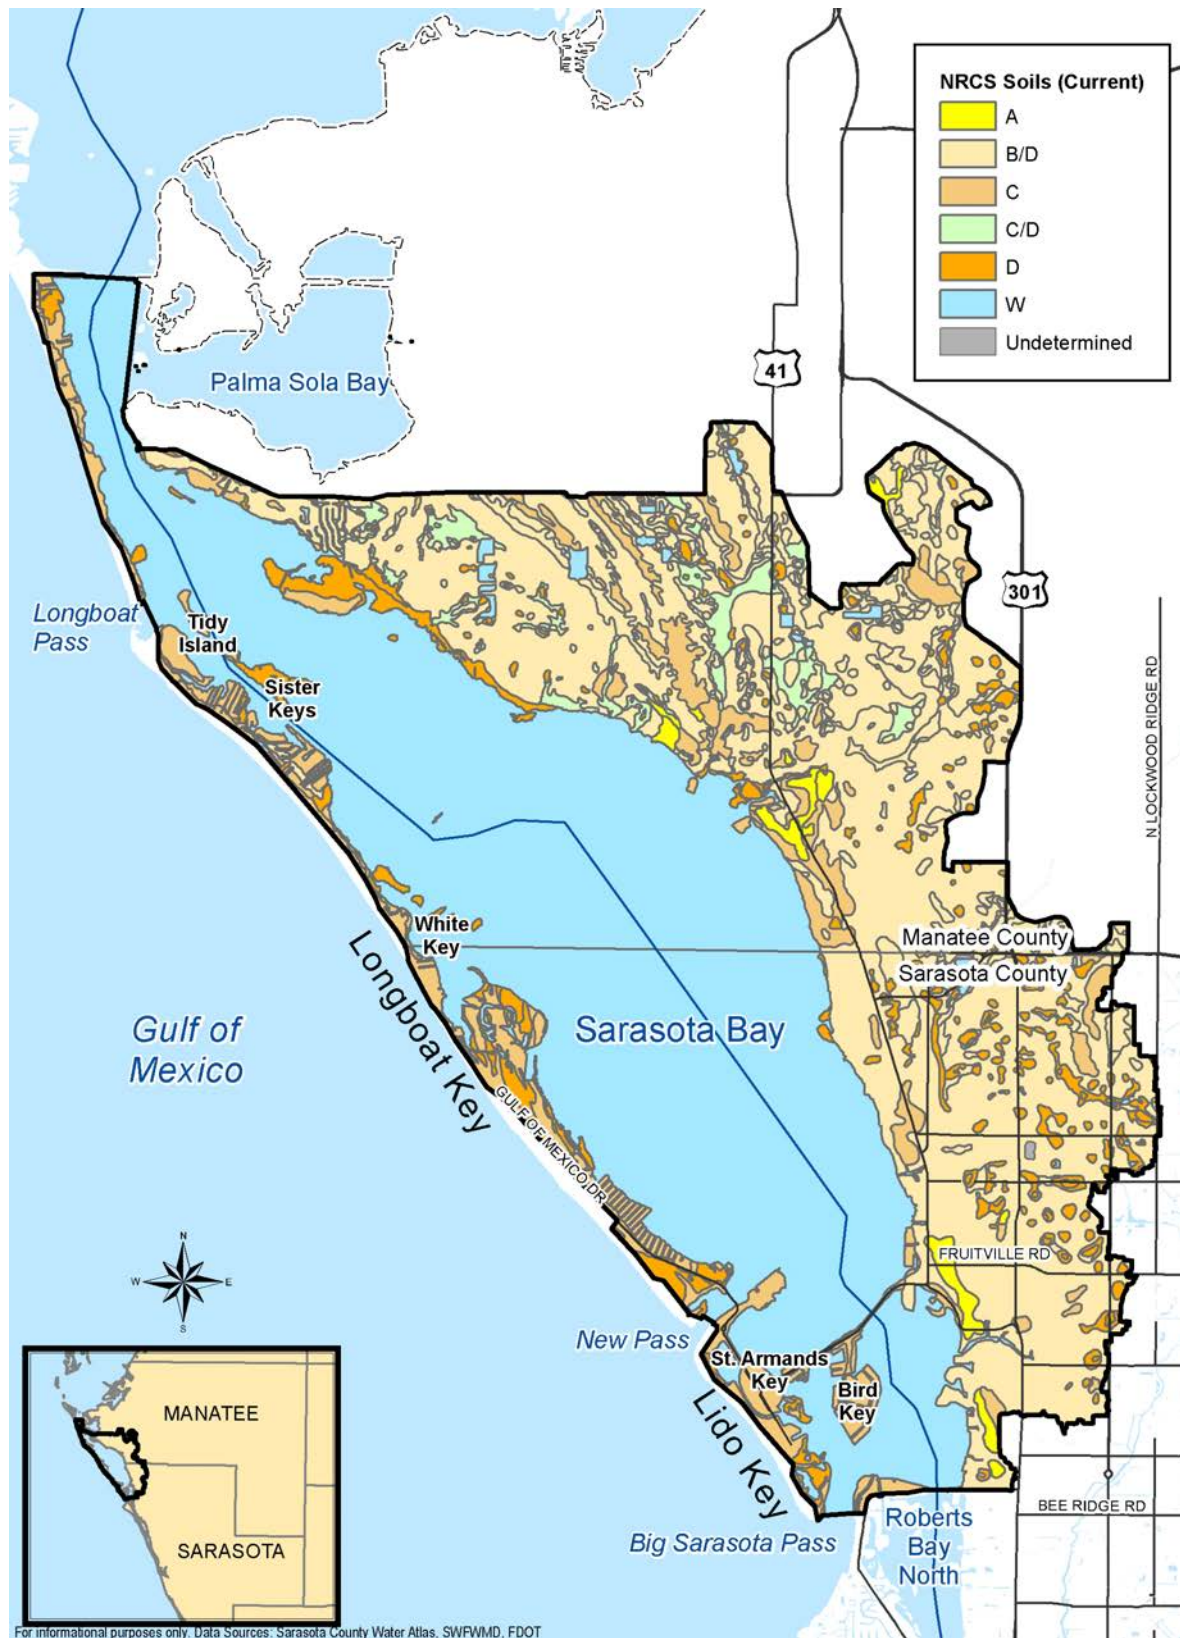 NRCS Soils (Current)
A
B/D
C
C/D
D
W
Undetermined
41
Palma Sola Bay
301
Longboat
Pass
Tidy
Island
Sister
Keys
N LOCKWOOD RIDGE RD
White
Key
Manatee County
Sarasota County
Longboat Key
Gulf of
Mexico
Sarasota Bay
GULF OF MEXICO DR
FRUITVILLE RD
N
W
E
S
New Pass
St. Armands
Key
Bird
Key
Lido Key
MANATEE
SARASOTA
BEE RIDGE RD
Big Sarasota Pass
Roberts
Bay
North
For informational purposes only. Data Sources: Sarasota County Water Atlas, SWFWMD, FDOT